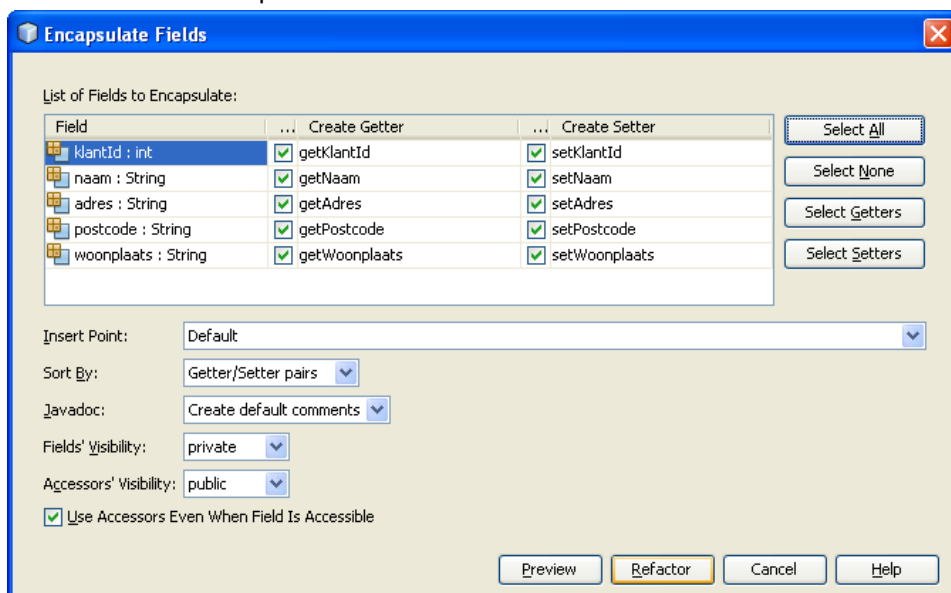 Encapsulate Fields
List of Fields to Encapsulate:
Field ... Create Getter ... Create Setter
klantId : int getKlantId setKlantId
naam : String getNaam setNaam
adres : String getAdres setAdres
postcode : String getPostcode setPostcode
woonplaats : String getWoonplaats setWoonplaats
Select All
Select None
Select Getters
Select Setters
Insert Point: Default
Sort By: Getter/Setter pairs
Javadoc: Create default comments
Fields' Visibility: private
Accessors' Visibility: public
Use Accessors Even When Field Is Accessible
Preview Refactor Cancel Help